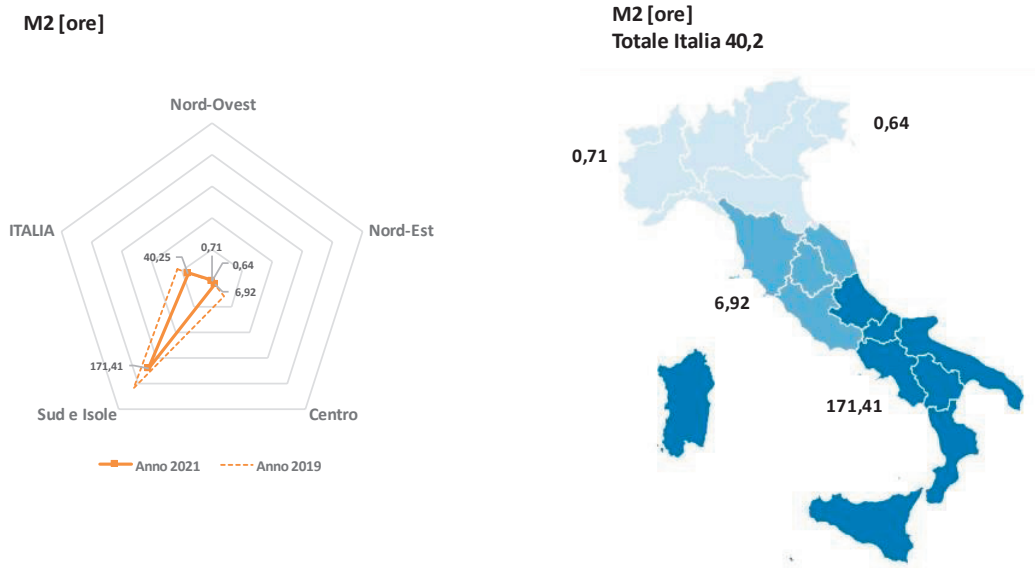 M2 [ore]
Nord-Ovest
ITALIA
Nord-Est
0,71
40,25
0,64
6,92
171,41
Sud e Isole
Centro
Anno 2021
Anno 2019
M2 [ore]
Totale Italia 40,2
0,64
0,71
6,92
171,41